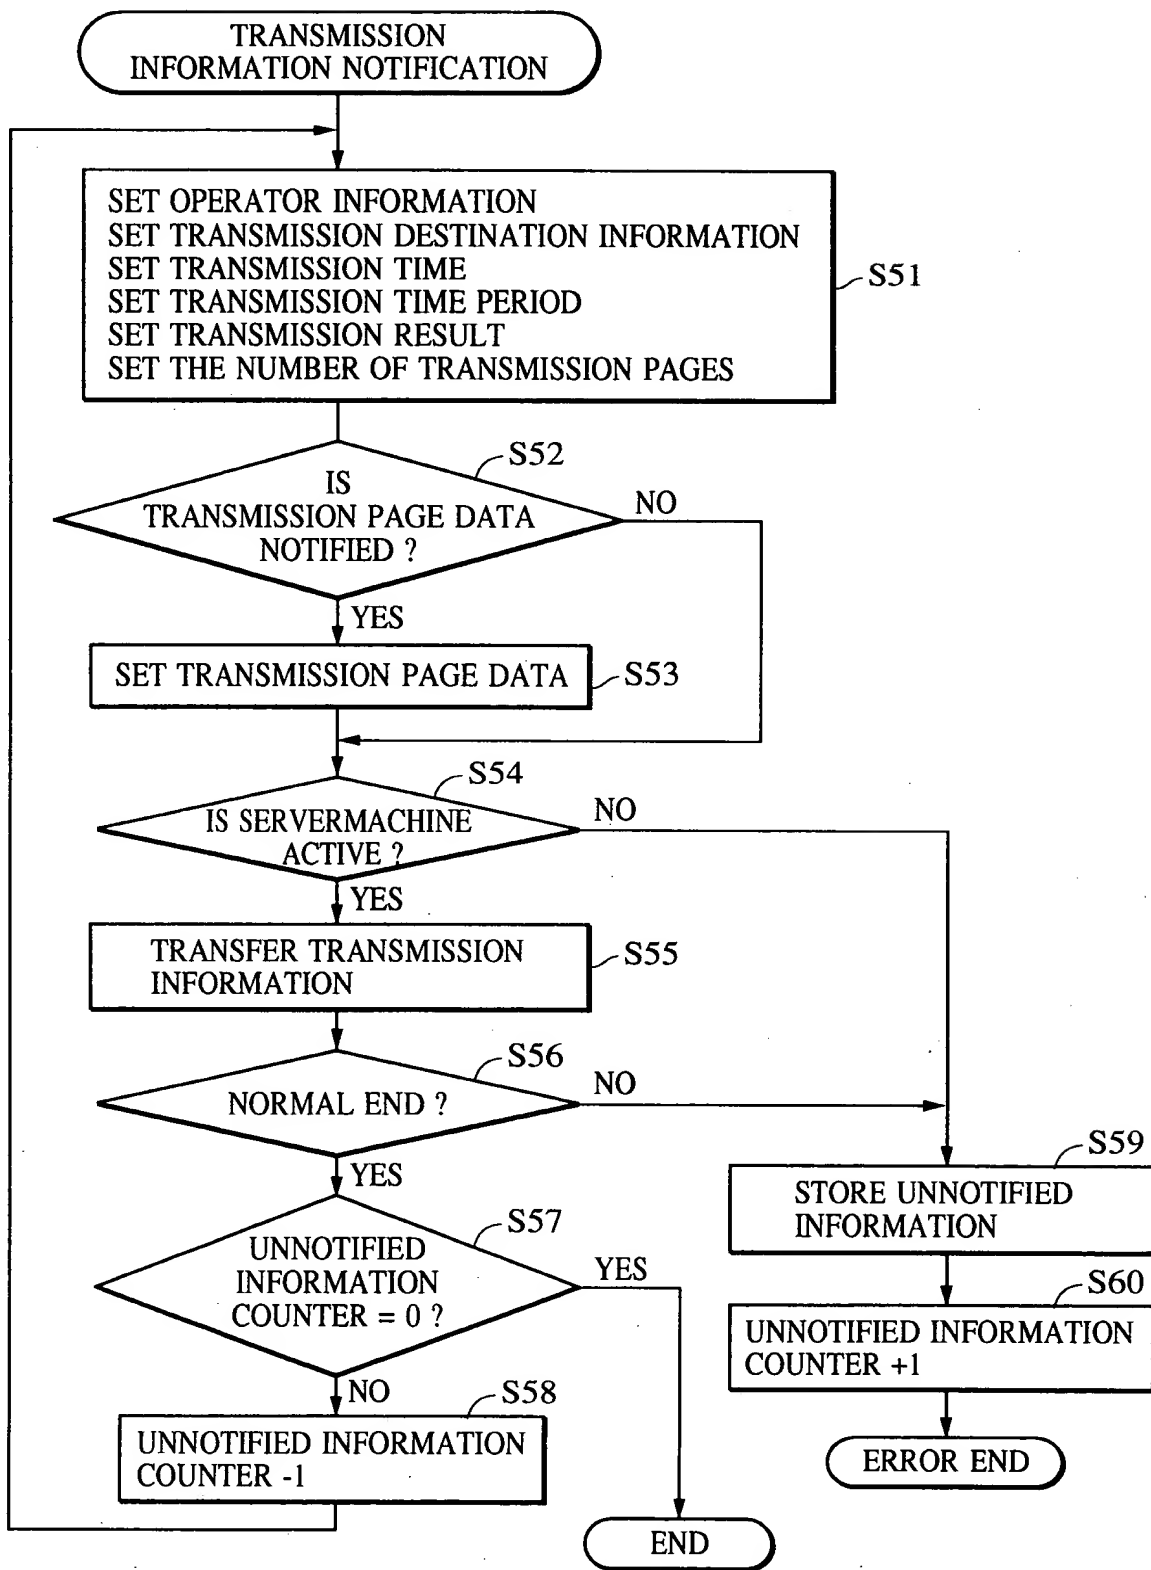 TRANSMISSION
INFORMATION NOTIFICATION
SET OPERATOR INFORMATION
SET TRANSMISSION DESTINATION INFORMATION
SET TRANSMISSION TIME
SET TRANSMISSION TIME PERIOD
SET TRANSMISSION RESULT
SET THE NUMBER OF TRANSMISSION PAGES
S51
S52
IS
TRANSMISSION PAGE DATA
NOTIFIED ?
NO
YES
SET TRANSMISSION PAGE DATA
S53
S54
IS SERVERMACHINE
ACTIVE ?
NO
YES
TRANSFER TRANSMISSION
INFORMATION
S55
S56
NORMAL END ?
NO
YES
S57
UNNOTIFIED
INFORMATION
COUNTER = 0 ?
YES
NO
S58
UNNOTIFIED INFORMATION
COUNTER -1
END
S59
STORE UNNOTIFIED
INFORMATION
S60
UNNOTIFIED INFORMATION
COUNTER +1
ERROR END